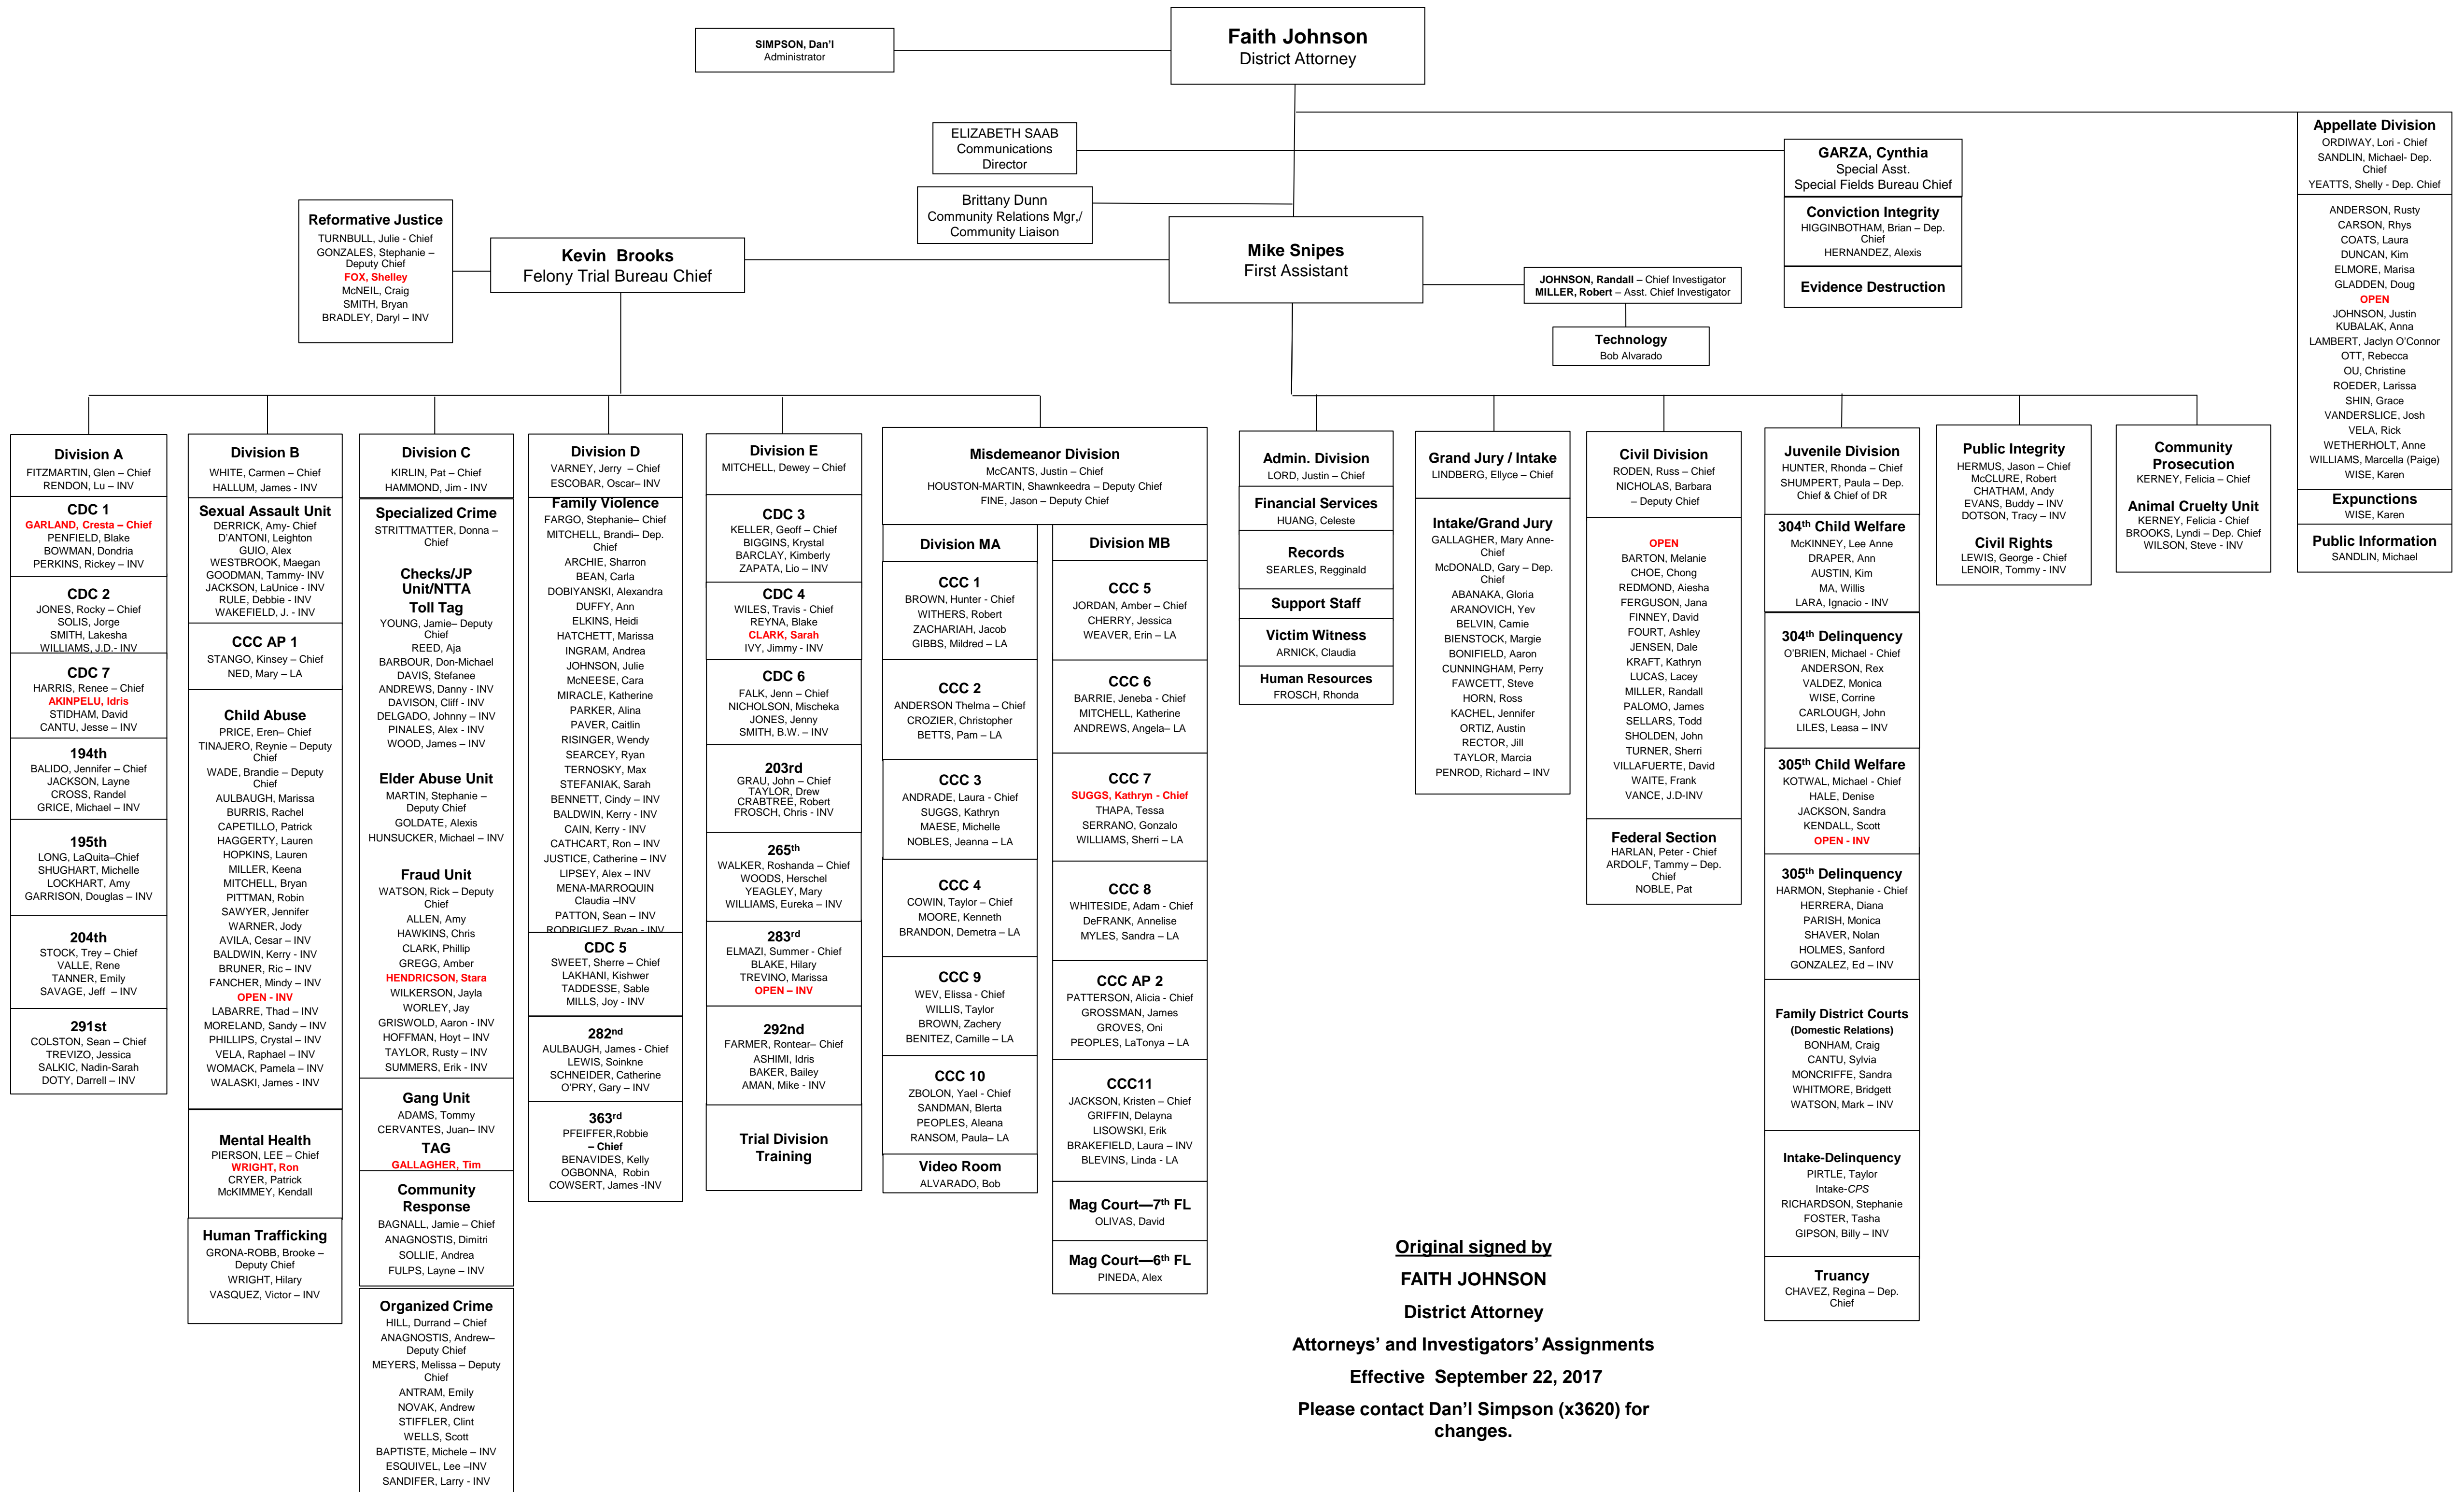 Faith Johnson
District Attorney
SIMPSON, Dan'l
Administrator
ELIZABETH SAAB
Communications
Director
Brittany Dunn
Community Relations Mgr,/
Community Liaison
GARZA, Cynthia
Special Asst.
Special Fields Bureau Chief
Conviction Integrity
HIGGINBOTHAM, Brian – Dep.
Chief
HERNANDEZ, Alexis
Evidence Destruction
Appellate Division
ORDIWAY, Lori - Chief
SANDLIN, Michael- Dep.
Chief
YEATTS, Shelly - Dep. Chief
ANDERSON, Rusty
CARSON, Rhys
COATS, Laura
DUNCAN, Kim
ELMORE, Marisa
GLADDEN, Doug
OPEN
JOHNSON, Justin
KUBALAK, Anna
LAMBERT, Jaclyn O'Connor
OTT, Rebecca
OU, Christine
ROEDER, Larissa
SHIN, Grace
VANDERSLICE, Josh
VELA, Rick
WETHERHOLT, Anne
WILLIAMS, Marcella (Paige)
WISE, Karen
Expunctions
WISE, Karen
Public Information
SANDLIN, Michael
Reformative Justice
TURNBULL, Julie - Chief
GONZALES, Stephanie –
Deputy Chief
FOX, Shelley
McNEIL, Craig
SMITH, Bryan
BRADLEY, Daryl – INV
Kevin Brooks
Felony Trial Bureau Chief
Mike Snipes
First Assistant
JOHNSON, Randall – Chief Investigator
MILLER, Robert – Asst. Chief Investigator
Technology
Bob Alvarado
Division A
FITZMARTIN, Glen – Chief
RENDON, Lu – INV
CDC 1
GARLAND, Cresta – Chief
PENFIELD, Blake
BOWMAN, Dondria
PERKINS, Rickey – INV
CDC 2
JONES, Rocky – Chief
SOLIS, Jorge
SMITH, Lakesha
WILLIAMS, J.D.- INV
CDC 7
HARRIS, Renee – Chief
AKINPELU, Idris
STIDHAM, David
CANTU, Jesse – INV
194th
BALIDO, Jennifer – Chief
JACKSON, Layne
CROSS, Randel
GRICE, Michael – INV
195th
LONG, LaQuita–Chief
SHUGHART, Michelle
LOCKHART, Amy
GARRISON, Douglas – INV
204th
STOCK, Trey – Chief
VALLE, Rene
TANNER, Emily
SAVAGE, Jeff – INV
291st
COLSTON, Sean – Chief
TREVIZO, Jessica
SALKIC, Nadin-Sarah
DOTY, Darrell – INV
Division B
WHITE, Carmen – Chief
HALLUM, James - INV
Sexual Assault Unit
DERRICK, Amy- Chief
D'ANTONI, Leighton
GUIO, Alex
WESTBROOK, Maegan
GOODMAN, Tammy- INV
JACKSON, LaUnice - INV
RULE, Debbie - INV
WAKEFIELD, J. - INV
CCC AP 1
STANGO, Kinsey – Chief
NED, Mary – LA
Child Abuse
PRICE, Eren– Chief
TINAJERO, Reynie – Deputy
Chief
WADE, Brandie – Deputy
Chief
AULBAUGH, Marissa
BURRIS, Rachel
CAPETILLO, Patrick
HAGGERTY, Lauren
HOPKINS, Lauren
MILLER, Keena
MITCHELL, Bryan
PITTMAN, Robin
SAWYER, Jennifer
WARNER, Jody
AVILA, Cesar – INV
BALDWIN, Kerry - INV
BRUNER, Ric – INV
FANCHER, Mindy – INV
OPEN - INV
LABARRE, Thad – INV
MORELAND, Sandy – INV
PHILLIPS, Crystal – INV
VELA, Raphael – INV
WOMACK, Pamela – INV
WALASKI, James - INV
Mental Health
PIERSON, LEE – Chief
WRIGHT, Ron
CRYER, Patrick
McKIMMEY, Kendall
Human Trafficking
GRONA-ROBB, Brooke –
Deputy Chief
WRIGHT, Hilary
VASQUEZ, Victor – INV
Division C
KIRLIN, Pat – Chief
HAMMOND, Jim - INV
Specialized Crime
STRITTMATTER, Donna –
Chief
Checks/JP
Unit/NTTA
Toll Tag
YOUNG, Jamie– Deputy
Chief
REED, Aja
BARBOUR, Don-Michael
DAVIS, Stefanee
ANDREWS, Danny - INV
DAVISON, Cliff - INV
DELGADO, Johnny – INV
PINALES, Alex - INV
WOOD, James – INV
Elder Abuse Unit
MARTIN, Stephanie –
Deputy Chief
GOLDATE, Alexis
HUNSUCKER, Michael – INV
Fraud Unit
WATSON, Rick – Deputy
Chief
ALLEN, Amy
HAWKINS, Chris
CLARK, Phillip
GREGG, Amber
HENDRICSON, Stara
WILKERSON, Jayla
WORLEY, Jay
GRISWOLD, Aaron - INV
HOFFMAN, Hoyt – INV
TAYLOR, Rusty – INV
SUMMERS, Erik - INV
Gang Unit
ADAMS, Tommy
CERVANTES, Juan– INV
TAG
GALLAGHER, Tim
Community
Response
BAGNALL, Jamie – Chief
ANAGNOSTIS, Dimitri
SOLLIE, Andrea
FULPS, Layne – INV
Organized Crime
HILL, Durrand – Chief
ANAGNOSTIS, Andrew–
Deputy Chief
MEYERS, Melissa – Deputy
Chief
ANTRAM, Emily
NOVAK, Andrew
STIFFLER, Clint
WELLS, Scott
BAPTISTE, Michele – INV
ESQUIVEL, Lee –INV
SANDIFER, Larry - INV
Division D
VARNEY, Jerry – Chief
ESCOBAR, Oscar– INV
Family Violence
FARGO, Stephanie– Chief
MITCHELL, Brandi– Dep.
Chief
ARCHIE, Sharron
BEAN, Carla
DOBIYANSKI, Alexandra
DUFFY, Ann
ELKINS, Heidi
HATCHETT, Marissa
INGRAM, Andrea
JOHNSON, Julie
McNEESE, Cara
MIRACLE, Katherine
PARKER, Alina
PAVER, Caitlin
RISINGER, Wendy
SEARCEY, Ryan
TERNOSKY, Max
STEFANIAK, Sarah
BENNETT, Cindy – INV
BALDWIN, Kerry - INV
CAIN, Kerry - INV
CATHCART, Ron – INV
JUSTICE, Catherine – INV
LIPSEY, Alex – INV
MENA-MARROQUIN
Claudia –INV
PATTON, Sean – INV
RODRIGUEZ, Ryan - INV
CDC 5
SWEET, Sherre – Chief
LAKHANI, Kishwer
TADDESSE, Sable
MILLS, Joy - INV
282nd
AULBAUGH, James - Chief
LEWIS, Soinkne
SCHNEIDER, Catherine
O'PRY, Gary – INV
363rd
PFEIFFER,Robbie
– Chief
BENAVIDES, Kelly
OGBONNA, Robin
COWSERT, James -INV
Division E
MITCHELL, Dewey – Chief
CDC 3
KELLER, Geoff – Chief
BIGGINS, Krystal
BARCLAY, Kimberly
ZAPATA, Lio – INV
CDC 4
WILES, Travis - Chief
REYNA, Blake
CLARK, Sarah
IVY, Jimmy - INV
CDC 6
FALK, Jenn – Chief
NICHOLSON, Mischeka
JONES, Jenny
SMITH, B.W. – INV
203rd
GRAU, John – Chief
TAYLOR, Drew
CRABTREE, Robert
FROSCH, Chris - INV
265th
WALKER, Roshanda – Chief
WOODS, Herschel
YEAGLEY, Mary
WILLIAMS, Eureka – INV
283rd
ELMAZI, Summer - Chief
BLAKE, Hilary
TREVINO, Marissa
OPEN – INV
292nd
FARMER, Rontear– Chief
ASHIMI, Idris
BAKER, Bailey
AMAN, Mike - INV
Trial Division
Training
Misdemeanor Division
McCANTS, Justin – Chief
HOUSTON-MARTIN, Shawnkeedra – Deputy Chief
FINE, Jason – Deputy Chief
Division MA
CCC 1
BROWN, Hunter - Chief
WITHERS, Robert
ZACHARIAH, Jacob
GIBBS, Mildred – LA
CCC 2
ANDERSON Thelma – Chief
CROZIER, Christopher
BETTS, Pam – LA
CCC 3
ANDRADE, Laura - Chief
SUGGS, Kathryn
MAESE, Michelle
NOBLES, Jeanna – LA
CCC 4
COWIN, Taylor – Chief
MOORE, Kenneth
BRANDON, Demetra – LA
CCC 9
WEV, Elissa - Chief
WILLIS, Taylor
BROWN, Zachery
BENITEZ, Camille – LA
CCC 10
ZBOLON, Yael - Chief
SANDMAN, Blerta
PEOPLES, Aleana
RANSOM, Paula– LA
Video Room
ALVARADO, Bob
Division MB
CCC 5
JORDAN, Amber – Chief
CHERRY, Jessica
WEAVER, Erin – LA
CCC 6
BARRIE, Jeneba - Chief
MITCHELL, Katherine
ANDREWS, Angela– LA
CCC 7
SUGGS, Kathryn - Chief
THAPA, Tessa
SERRANO, Gonzalo
WILLIAMS, Sherri – LA
CCC 8
WHITESIDE, Adam - Chief
DeFRANK, Annelise
MYLES, Sandra – LA
CCC AP 2
PATTERSON, Alicia - Chief
GROSSMAN, James
GROVES, Oni
PEOPLES, LaTonya – LA
CCC11
JACKSON, Kristen – Chief
GRIFFIN, Delayna
LISOWSKI, Erik
BRAKEFIELD, Laura – INV
BLEVINS, Linda - LA
Mag Court—7th FL
OLIVAS, David
Mag Court—6th FL
PINEDA, Alex
Admin. Division
LORD, Justin – Chief
Financial Services
HUANG, Celeste
Records
SEARLES, Regginald
Support Staff
Victim Witness
ARNICK, Claudia
Human Resources
FROSCH, Rhonda
Grand Jury / Intake
LINDBERG, Ellyce – Chief
Intake/Grand Jury
GALLAGHER, Mary Anne-
Chief
McDONALD, Gary – Dep.
Chief
ABANAKA, Gloria
ARANOVICH, Yev
BELVIN, Camie
BIENSTOCK, Margie
BONIFIELD, Aaron
CUNNINGHAM, Perry
FAWCETT, Steve
HORN, Ross
KACHEL, Jennifer
ORTIZ, Austin
RECTOR, Jill
TAYLOR, Marcia
PENROD, Richard – INV
Civil Division
RODEN, Russ – Chief
NICHOLAS, Barbara
– Deputy Chief
OPEN
BARTON, Melanie
CHOE, Chong
REDMOND, Aiesha
FERGUSON, Jana
FINNEY, David
FOURT, Ashley
JENSEN, Dale
KRAFT, Kathryn
LUCAS, Lacey
MILLER, Randall
PALOMO, James
SELLARS, Todd
SHOLDEN, John
TURNER, Sherri
VILLAFUERTE, David
WAITE, Frank
VANCE, J.D-INV
Federal Section
HARLAN, Peter - Chief
ARDOLF, Tammy – Dep.
Chief
NOBLE, Pat
Juvenile Division
HUNTER, Rhonda – Chief
SHUMPERT, Paula – Dep.
Chief & Chief of DR
304th Child Welfare
McKINNEY, Lee Anne
DRAPER, Ann
AUSTIN, Kim
MA, Willis
LARA, Ignacio - INV
304th Delinquency
O'BRIEN, Michael - Chief
ANDERSON, Rex
VALDEZ, Monica
WISE, Corrine
CARLOUGH, John
LILES, Leasa – INV
305th Child Welfare
KOTWAL, Michael - Chief
HALE, Denise
JACKSON, Sandra
KENDALL, Scott
OPEN - INV
305th Delinquency
HARMON, Stephanie - Chief
HERRERA, Diana
PARISH, Monica
SHAVER, Nolan
HOLMES, Sanford
GONZALEZ, Ed – INV
Family District Courts
(Domestic Relations)
BONHAM, Craig
CANTU, Sylvia
MONCRIFFE, Sandra
WHITMORE, Bridgett
WATSON, Mark – INV
Intake-Delinquency
PIRTLE, Taylor
Intake-CPS
RICHARDSON, Stephanie
FOSTER, Tasha
GIPSON, Billy – INV
Truancy
CHAVEZ, Regina – Dep.
Chief
Public Integrity
HERMUS, Jason – Chief
McCLURE, Robert
CHATHAM, Andy
EVANS, Buddy – INV
DOTSON, Tracy – INV
Civil Rights
LEWIS, George - Chief
LENOIR, Tommy - INV
Community
Prosecution
KERNEY, Felicia – Chief
Animal Cruelty Unit
KERNEY, Felicia - Chief
BROOKS, Lyndi – Dep. Chief
WILSON, Steve - INV
Original signed by
FAITH JOHNSON
District Attorney
Attorneys' and Investigators' Assignments
Effective September 22, 2017
Please contact Dan'l Simpson (x3620) for
changes.